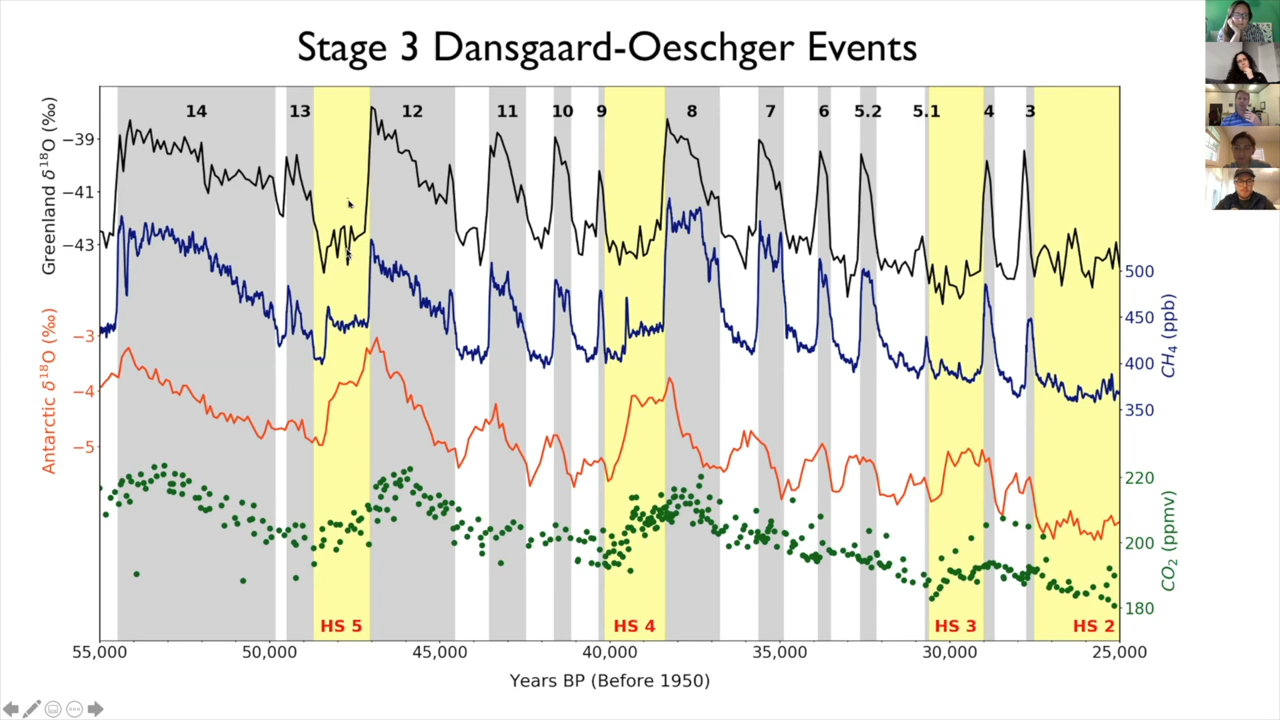 Stage 3 Dansgaard-Oeschger Events
14 13 12 11 10 9 8 7 6 5.2 5.1 4 3
Greenland δ¹⁸O (‰)
−39
−41
−43
Antarctic δ¹⁸O (‰)
−3
−4
−5
500
450
400
350
CH₄ (ppb)
220
200
180
CO₂ (ppmv)
HS 5 HS 4 HS 3 HS 2
55,000 50,000 45,000 40,000 35,000 30,000 25,000
Years BP (Before 1950)